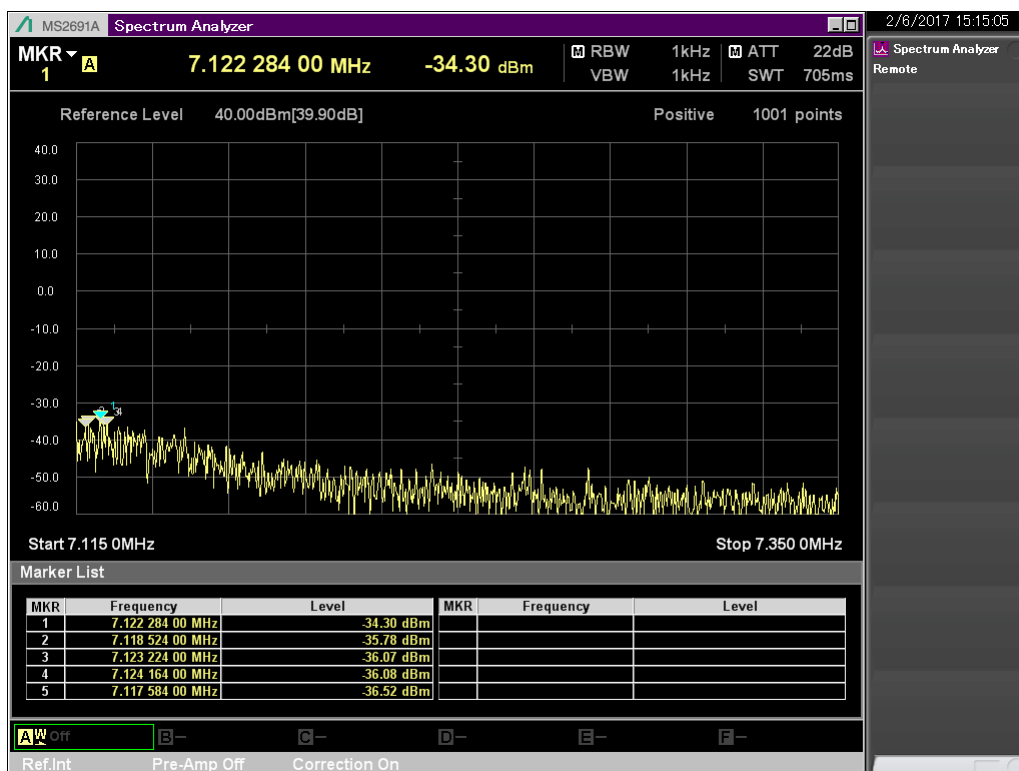 MS2691A Spectrum Analyzer
2/6/2017 15:15:05
MKR A 7.122 284 00 MHz -34.30 dBm M RBW 1kHz M ATT 22dB
1 VBW 1kHz SWT 705ms
Spectrum Analyzer
Remote
Reference Level 40.00dBm[39.90dB] Positive 1001 points
40.0
30.0
20.0
10.0
0.0
-10.0
-20.0
-30.0
-40.0
-50.0
-60.0
1
2
34
Start 7.115 0MHz Stop 7.350 0MHz
Marker List
MKR Frequency Level MKR Frequency Level
1 7.122 284 00 MHz -34.30 dBm
2 7.118 524 00 MHz -35.78 dBm
3 7.123 224 00 MHz -36.07 dBm
4 7.124 164 00 MHz -36.08 dBm
5 7.117 584 00 MHz -36.52 dBm
A W Off B- C- D- E- F-
Ref.Int Pre-Amp Off Correction On